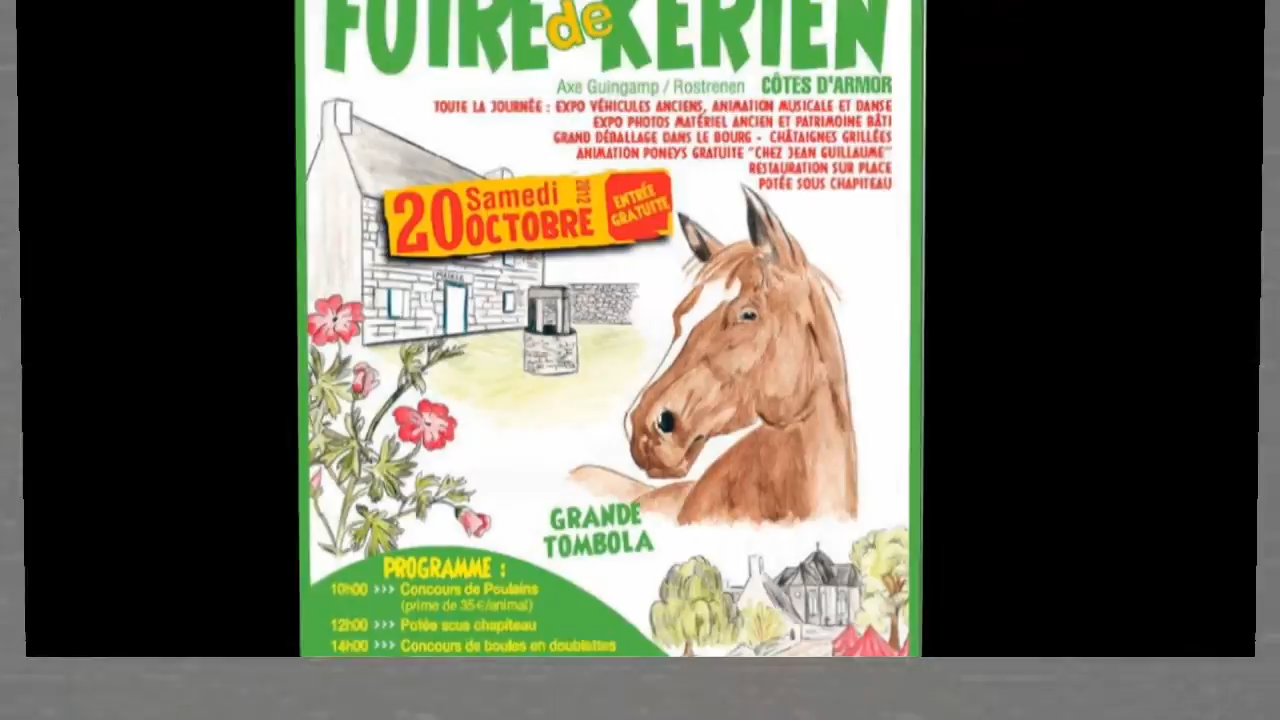 FOIRE de KERIEN
Axe Guingamp / Rostrenen CÔTES D'ARMOR
TOUTE LA JOURNÉE : EXPO VÉHICULES ANCIENS, ANIMATION MUSICALE ET DANSE
EXPO PHOTOS MATÉRIEL ANCIEN ET PATRIMOINE BÂTI
GRAND DÉBALLAGE DANS LE BOURG - CHÂTAIGNES GRILLÉES
ANIMATION PONEYS GRATUITE "CHEZ JEAN GUILLAUME"
RESTAURATION SUR PLACE
POTÉE SOUS CHAPITEAU
20 Samedi OCTOBRE 2012
ENTRÉE GRATUITE
MAIRIE
GRANDE
TOMBOLA
PROGRAMME :
10h00 >>> Concours de Poulains
(prime de 35€/animal)
12h00 >>> Potée sous chapiteau
14h00 >>> Concours de boules en doublettes